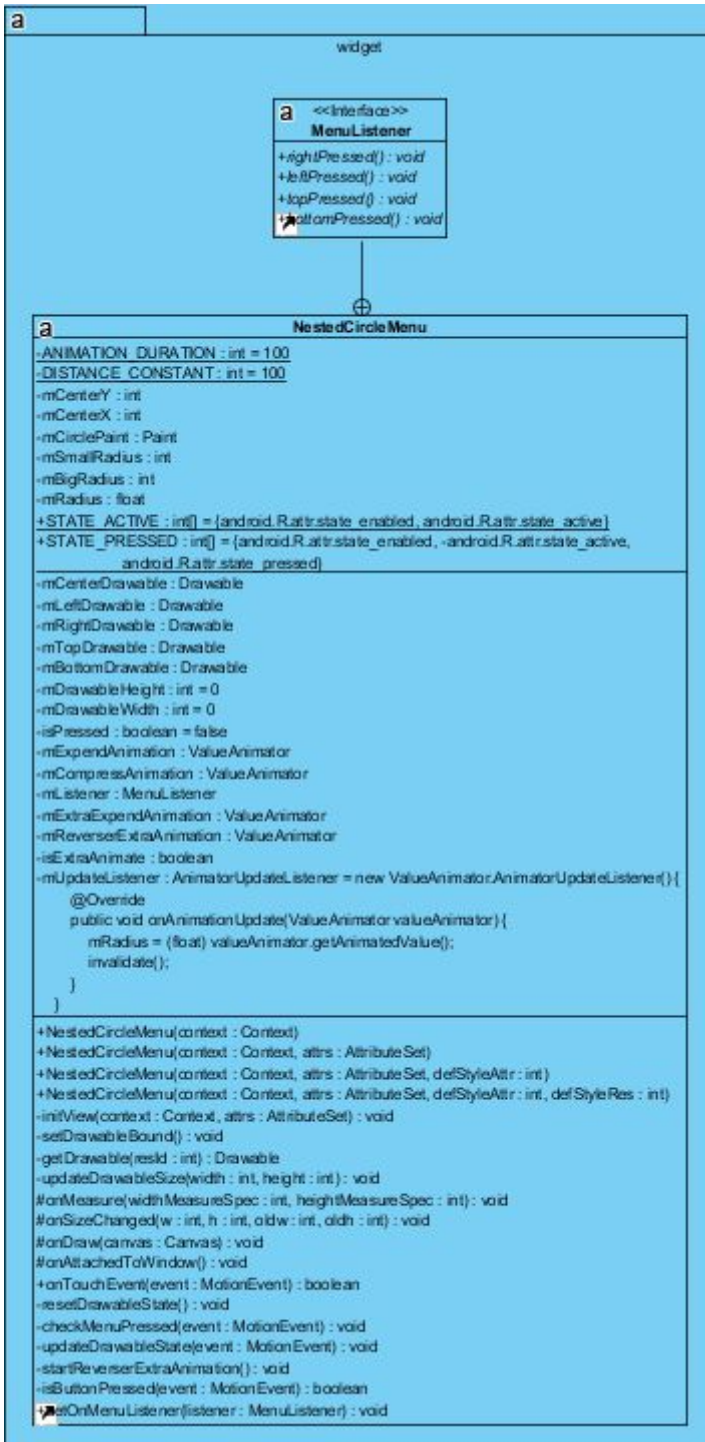 a
widget
a <<Interface>>
MenuListener
+rightPressed() : void
+leftPressed() : void
+topPressed() : void
ottomPressed() : void
a NestedCircleMenu
-ANIMATION_DURATION : int = 100
-DISTANCE_CONSTANT : int = 100
-mCenterY : int
-mCenterX : int
-mCirclePaint : Paint
-mSmallRadius : int
-mBigRadius : int
-mRadius : float
+STATE_ACTIVE : int[] = {android.R.attr.state_enabled, android.R.attr.state_active}
+STATE_PRESSED : int[] = {android.R.attr.state_enabled, -android.R.attr.state_active,
android.R.attr.state_pressed}
-mCenterDrawable : Drawable
-mLeftDrawable : Drawable
-mRightDrawable : Drawable
-mTopDrawable : Drawable
-mBottomDrawable : Drawable
-mDrawableHeight : int = 0
-mDrawableWidth : int = 0
-isPressed : boolean = false
-mExpendAnimation : ValueAnimator
-mCompressAnimation : ValueAnimator
-mListener : MenuListener
-mExtraExpendAnimation : ValueAnimator
-mReverserExtraAnimation : ValueAnimator
-isExtraAnimate : boolean
-mUpdateListener : AnimatorUpdateListener = new ValueAnimator.AnimatorUpdateListener(){
@Override
public void onAnimationUpdate(ValueAnimator valueAnimator){
mRadius = (float) valueAnimator.getAnimatedValue();
invalidate();
}
}
+NestedCircleMenu(context : Context)
+NestedCircleMenu(context : Context, attrs : AttributeSet)
+NestedCircleMenu(context : Context, attrs : AttributeSet, defStyleAttr : int)
+NestedCircleMenu(context : Context, attrs : AttributeSet, defStyleAttr : int, defStyleRes : int)
-initView(context : Context, attrs : AttributeSet) : void
-setDrawableBound() : void
-getDrawable(resId : int) : Drawable
-updateDrawableSize(width : int, height : int) : void
#onMeasure(widthMeasureSpec : int, heightMeasureSpec : int) : void
#onSizeChanged(w : int, h : int, oldw : int, oldh : int) : void
#onDraw(canvas : Canvas) : void
#onAttachedToWindow() : void
+onTouchEvent(event : MotionEvent) : boolean
-resetDrawableState() : void
-checkMenuPressed(event : MotionEvent) : void
-updateDrawableState(event : MotionEvent) : void
-startReverserExtraAnimation() : void
-isButtonPressed(event : MotionEvent) : boolean
etOnMenuListener(listener : MenuListener) : void